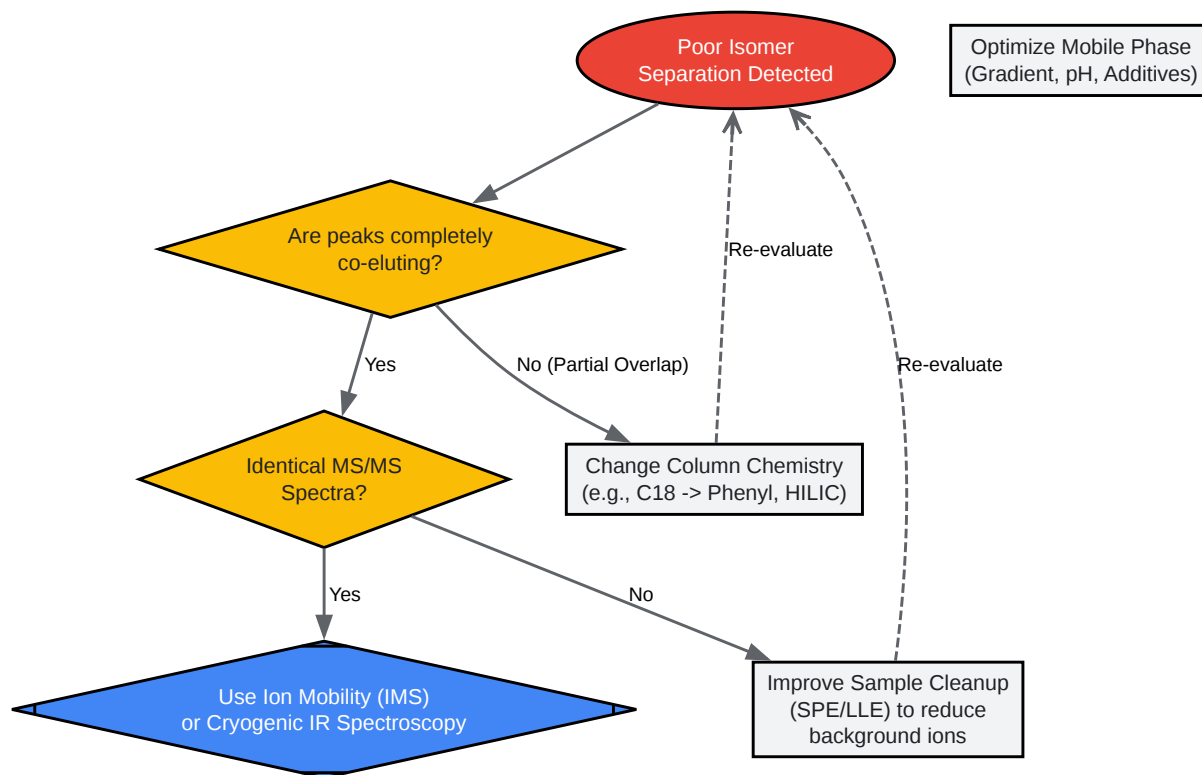 Poor Isomer
Separation Detected
Optimize Mobile Phase
(Gradient, pH, Additives)
Are peaks completely
co-eluting?
Re-evaluate
Yes
No (Partial Overlap)
Re-evaluate
Identical MS/MS
Spectra?
Change Column Chemistry
(e.g., C18 -> Phenyl, HILIC)
Yes
No
Use Ion Mobility (IMS)
or Cryogenic IR Spectroscopy
Improve Sample Cleanup
(SPE/LLE) to reduce
background ions